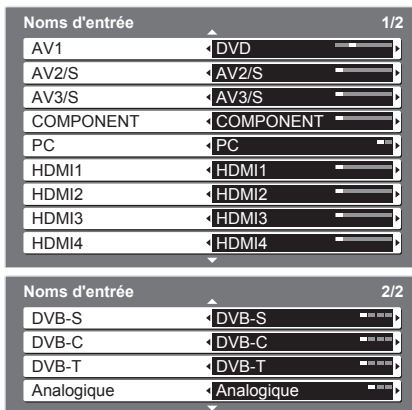 Noms d'entrée 1/2
AV1 DVD
AV2/S AV2/S
AV3/S AV3/S
COMPONENT COMPONENT
PC PC
HDMI1 HDMI1
HDMI2 HDMI2
HDMI3 HDMI3
HDMI4 HDMI4
Noms d'entrée 2/2
DVB-S DVB-S
DVB-C DVB-C
DVB-T DVB-T
Analogique Analogique